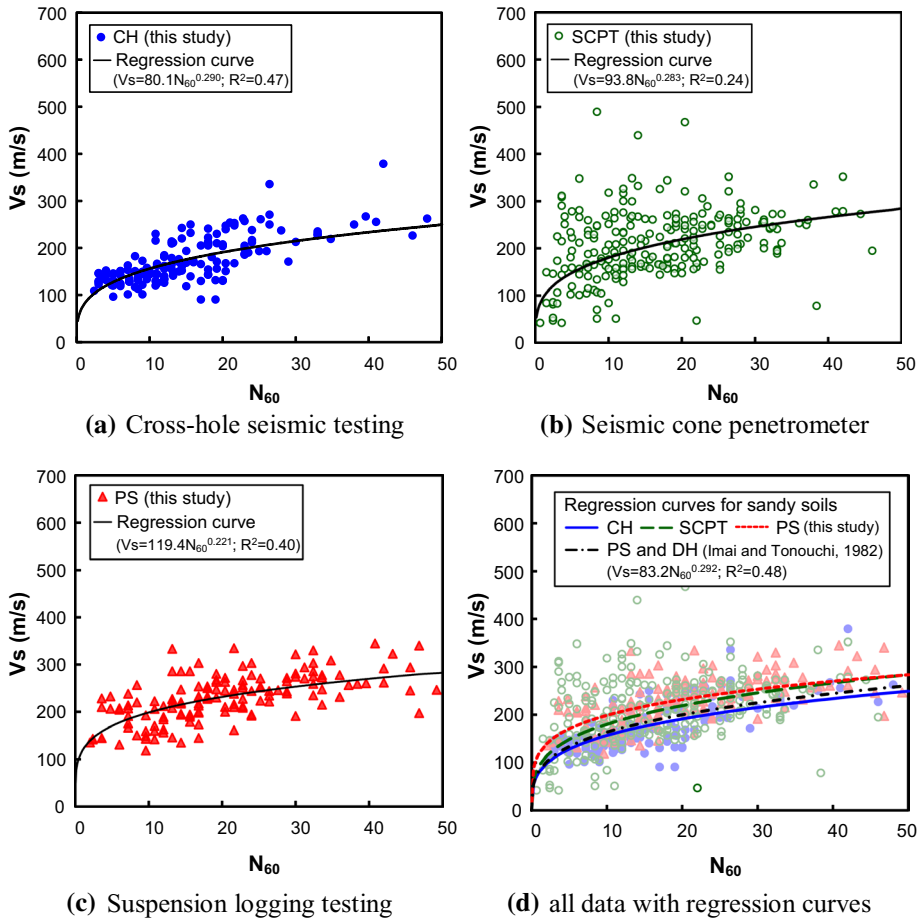 700
600
500
400
300
200
100
0
Vs (m/s)
CH (this study)
Regression curve
(Vs=80.1N60^0.290; R²=0.47)
0 10 20 30 40 50
N60
(a) Cross-hole seismic testing
700
600
500
400
300
200
100
0
Vs (m/s)
SCPT (this study)
Regression curve
(Vs=93.8N60^0.283; R²=0.24)
0 10 20 30 40 50
N60
(b) Seismic cone penetrometer
700
600
500
400
300
200
100
0
Vs (m/s)
PS (this study)
Regression curve
(Vs=119.4N60^0.221; R²=0.40)
0 10 20 30 40 50
N60
(c) Suspension logging testing
700
600
500
400
300
200
100
0
Vs (m/s)
Regression curves for sandy soils
CH SCPT PS (this study)
PS and DH (Imai and Tonouchi, 1982)
(Vs=83.2N60^0.292; R²=0.48)
0 10 20 30 40 50
N60
(d) all data with regression curves